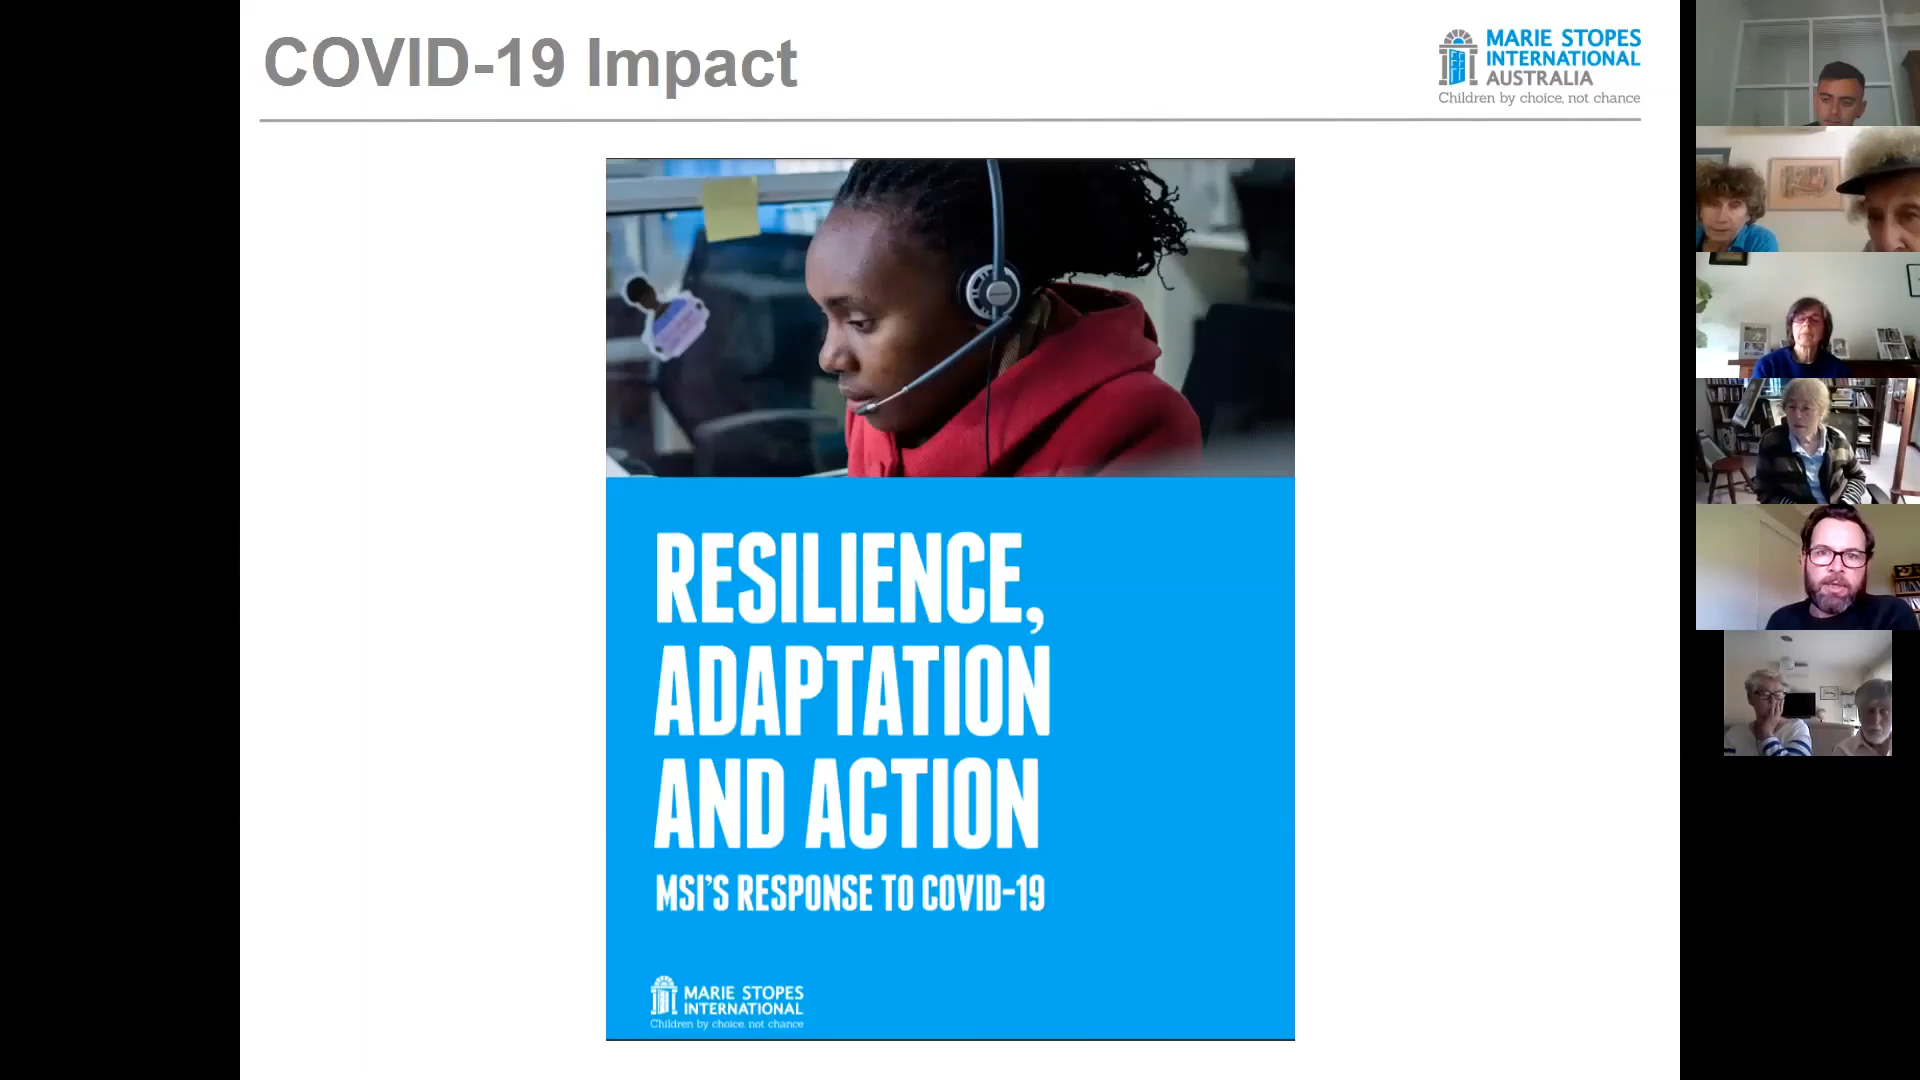 COVID-19 Impact
MARIE STOPES
INTERNATIONAL
AUSTRALIA
Children by choice, not chance
RESILIENCE,
ADAPTATION
AND ACTION
MSI'S RESPONSE TO COVID-19
MARIE STOPES
INTERNATIONAL
Children by choice, not chance